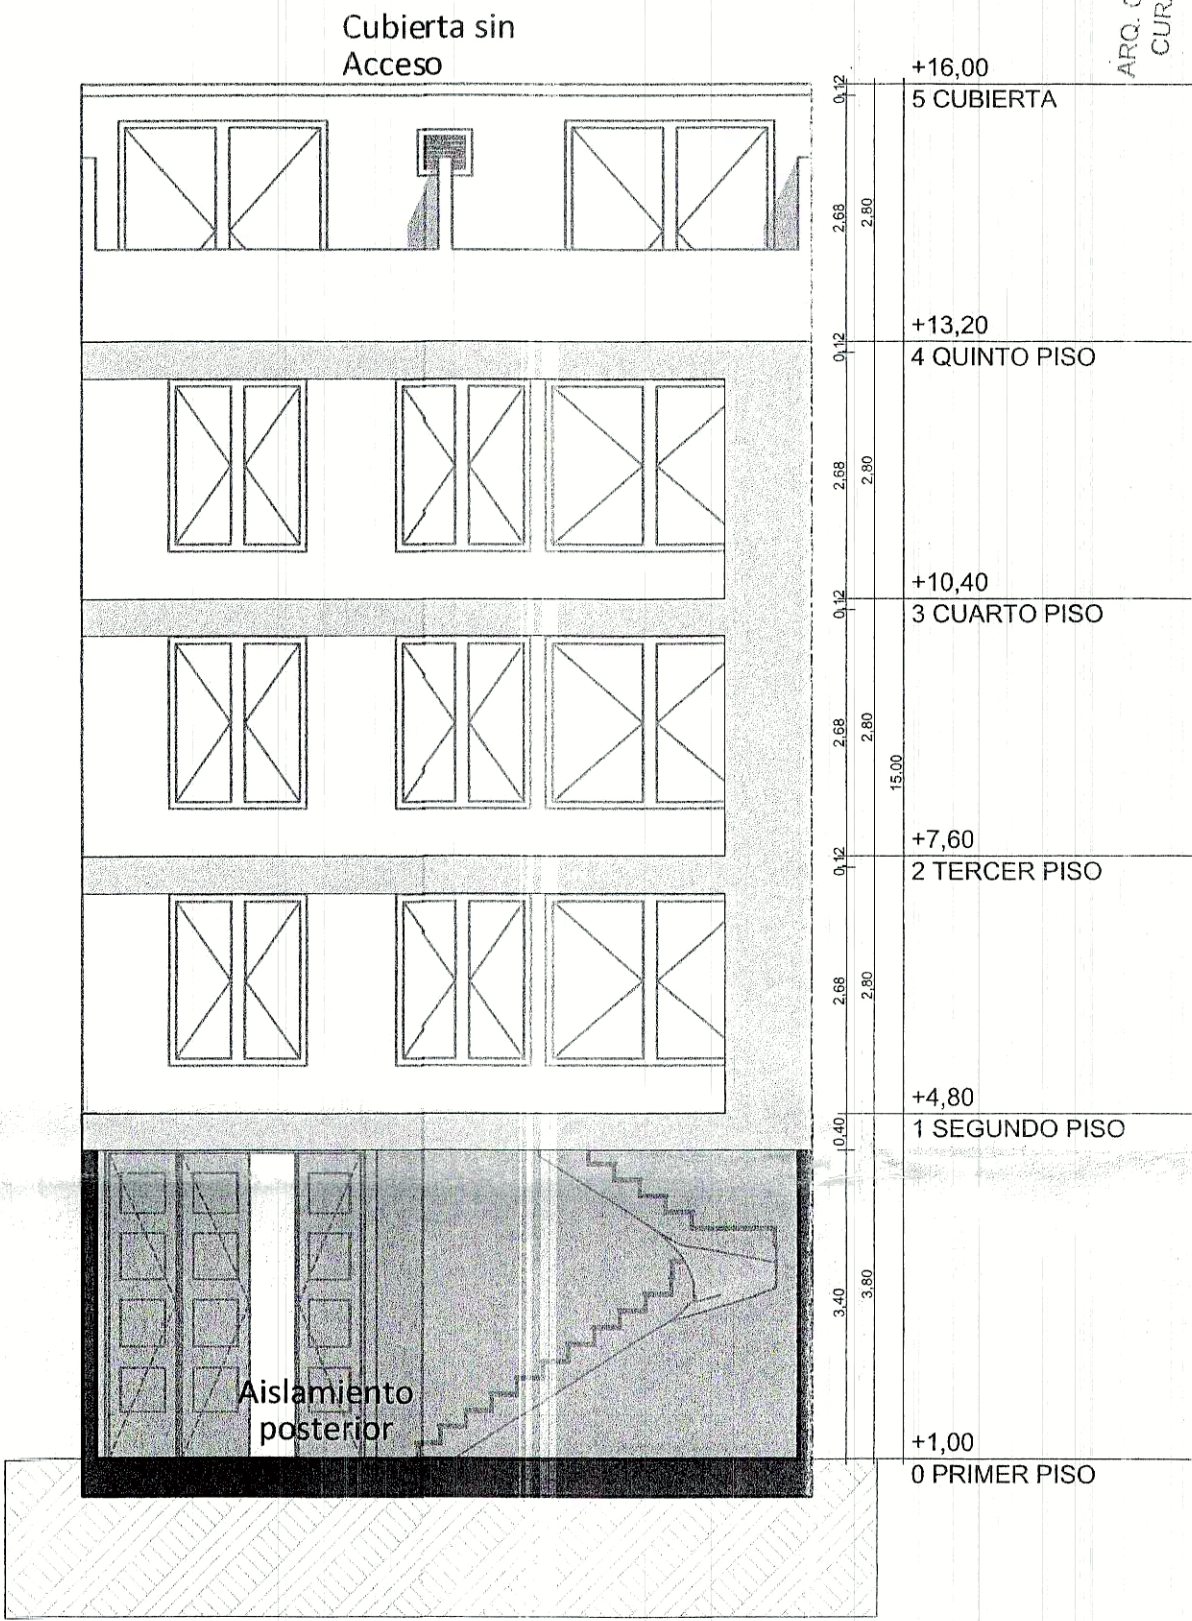 Cubierta sin
Acceso
ARQ.
CUR
+16,00
5 CUBIERTA
0,12
2,68
2,80
+13,20
4 QUINTO PISO
0,12
2,68
2,80
+10,40
3 CUARTO PISO
0,12
2,68
2,80
15,00
+7,60
2 TERCER PISO
0,12
2,68
2,80
+4,80
1 SEGUNDO PISO
0,40
3,40
3,80
Aislamiento
posterior
+1,00
0 PRIMER PISO